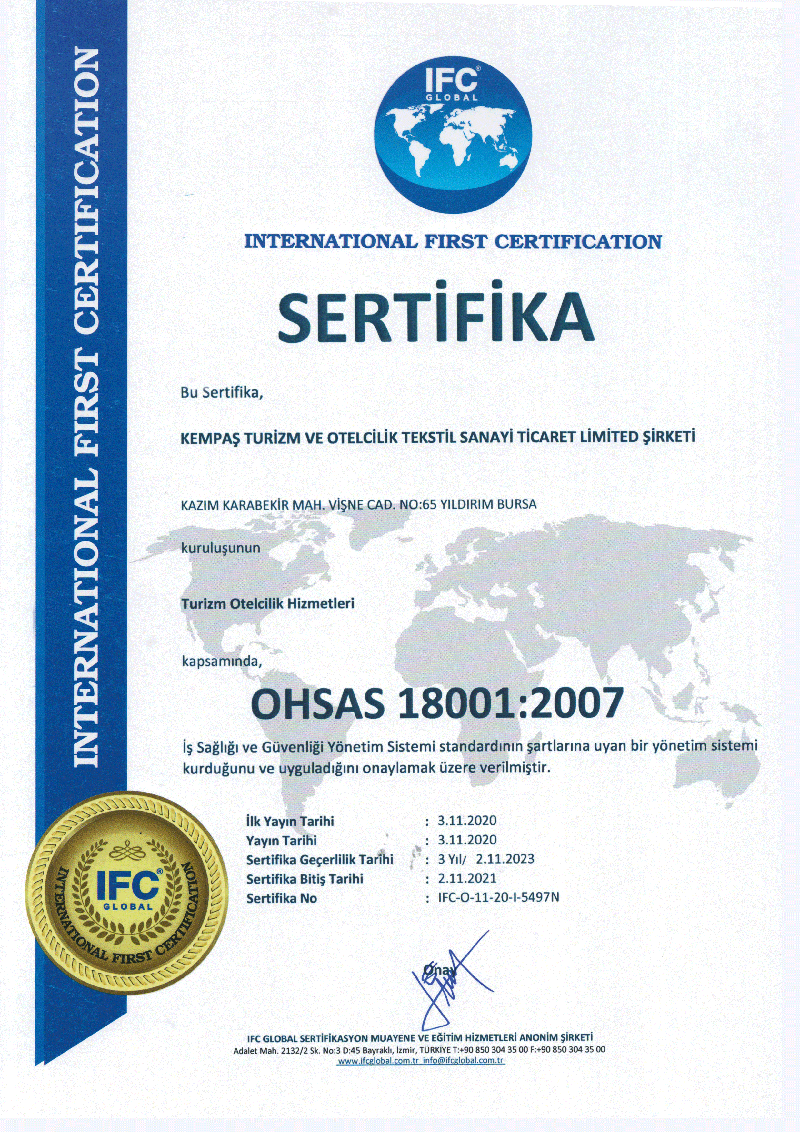 INTERNATIONAL FIRST CERTIFICATION
IFC®
GLOBAL
INTERNATIONAL FIRST CERTIFICATION
SERTİFİKA
Bu Sertifika,
KEMPAŞ TURİZM VE OTELCİLİK TEKSTİL SANAYİ TİCARET LİMİTED ŞİRKETİ
KAZIM KARABEKİR MAH. VİŞNE CAD. NO:65 YILDIRIM BURSA
kuruluşunun
Turizm Otelcilik Hizmetleri
kapsamında,
OHSAS 18001:2007
İş Sağlığı ve Güvenliği Yönetim Sistemi standardının şartlarına uyan bir yönetim sistemi
kurduğunu ve uyguladığını onaylamak üzere verilmiştir.
İlk Yayın Tarihi : 3.11.2020
Yayın Tarihi : 3.11.2020
Sertifika Geçerlilik Tarihi : 3 Yıl/ 2.11.2023
Sertifika Bitiş Tarihi : 2.11.2021
Sertifika No : IFC-O-11-20-I-5497N
IFC®
GLOBAL
INTERNATIONAL FIRST CERTIFICATION
Onay
IFC GLOBAL SERTİFİKASYON MUAYENE VE EĞİTİM HİZMETLERİ ANONİM ŞİRKETİ
Adalet Mah. 2132/2 Sk. No:3 D:45 Bayraklı, İzmir, TÜRKİYE T:+90 850 304 35 00 F:+90 850 304 35 00
www.ifcglobal.com.tr info@ifcglobal.com.tr